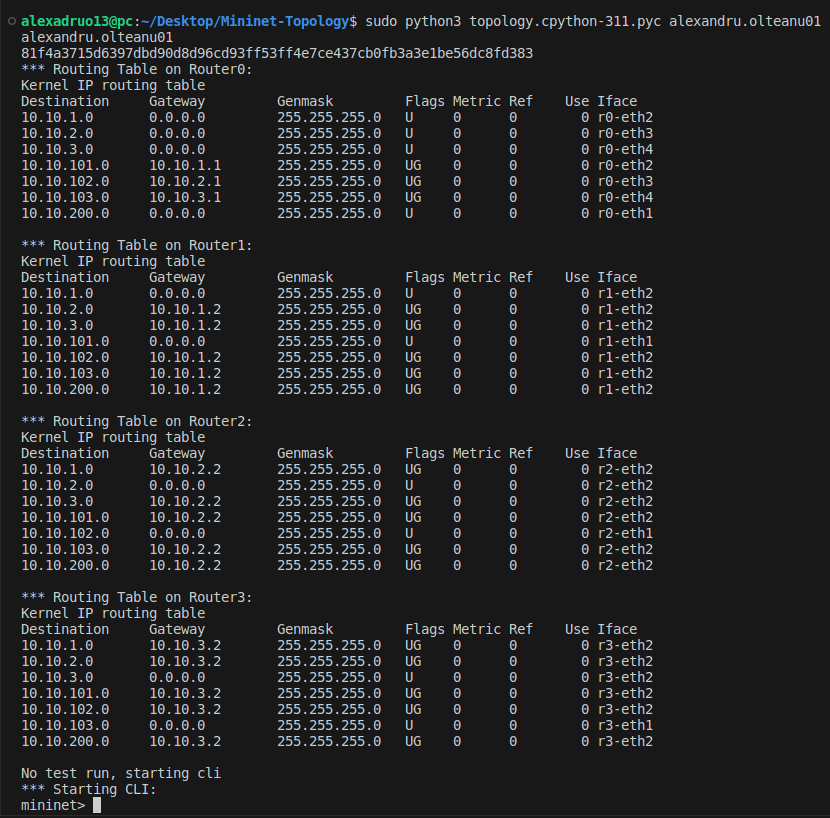 alexadruo13@pc:~/Desktop/Mininet-Topology$ sudo python3 topology.cpython-311.pyc alexandru.olteanu01
alexandru.olteanu01
81f4a3715d6397dbd90d8d96cd93ff53ff4e7ce437cb0fb3a3e1be56dc8fd383
*** Routing Table on Router0:
Kernel IP routing table
Destination     Gateway         Genmask         Flags Metric Ref    Use Iface
10.10.1.0       0.0.0.0         255.255.255.0   U     0      0        0 r0-eth2
10.10.2.0       0.0.0.0         255.255.255.0   U     0      0        0 r0-eth3
10.10.3.0       0.0.0.0         255.255.255.0   U     0      0        0 r0-eth4
10.10.101.0     10.10.1.1       255.255.255.0   UG    0      0        0 r0-eth2
10.10.102.0     10.10.2.1       255.255.255.0   UG    0      0        0 r0-eth3
10.10.103.0     10.10.3.1       255.255.255.0   UG    0      0        0 r0-eth4
10.10.200.0     0.0.0.0         255.255.255.0   U     0      0        0 r0-eth1

*** Routing Table on Router1:
Kernel IP routing table
Destination     Gateway         Genmask         Flags Metric Ref    Use Iface
10.10.1.0       0.0.0.0         255.255.255.0   U     0      0        0 r1-eth2
10.10.2.0       10.10.1.2       255.255.255.0   UG    0      0        0 r1-eth2
10.10.3.0       10.10.1.2       255.255.255.0   UG    0      0        0 r1-eth2
10.10.101.0     0.0.0.0         255.255.255.0   U     0      0        0 r1-eth1
10.10.102.0     10.10.1.2       255.255.255.0   UG    0      0        0 r1-eth2
10.10.103.0     10.10.1.2       255.255.255.0   UG    0      0        0 r1-eth2
10.10.200.0     10.10.1.2       255.255.255.0   UG    0      0        0 r1-eth2

*** Routing Table on Router2:
Kernel IP routing table
Destination     Gateway         Genmask         Flags Metric Ref    Use Iface
10.10.1.0       10.10.2.2       255.255.255.0   UG    0      0        0 r2-eth2
10.10.2.0       0.0.0.0         255.255.255.0   U     0      0        0 r2-eth2
10.10.3.0       10.10.2.2       255.255.255.0   UG    0      0        0 r2-eth2
10.10.101.0     10.10.2.2       255.255.255.0   UG    0      0        0 r2-eth2
10.10.102.0     0.0.0.0         255.255.255.0   U     0      0        0 r2-eth1
10.10.103.0     10.10.2.2       255.255.255.0   UG    0      0        0 r2-eth2
10.10.200.0     10.10.2.2       255.255.255.0   UG    0      0        0 r2-eth2

*** Routing Table on Router3:
Kernel IP routing table
Destination     Gateway         Genmask         Flags Metric Ref    Use Iface
10.10.1.0       10.10.3.2       255.255.255.0   UG    0      0        0 r3-eth2
10.10.2.0       10.10.3.2       255.255.255.0   UG    0      0        0 r3-eth2
10.10.3.0       0.0.0.0         255.255.255.0   U     0      0        0 r3-eth2
10.10.101.0     10.10.3.2       255.255.255.0   UG    0      0        0 r3-eth2
10.10.102.0     10.10.3.2       255.255.255.0   UG    0      0        0 r3-eth2
10.10.103.0     0.0.0.0         255.255.255.0   U     0      0        0 r3-eth1
10.10.200.0     10.10.3.2       255.255.255.0   UG    0      0        0 r3-eth2

No test run, starting cli
*** Starting CLI:
mininet>